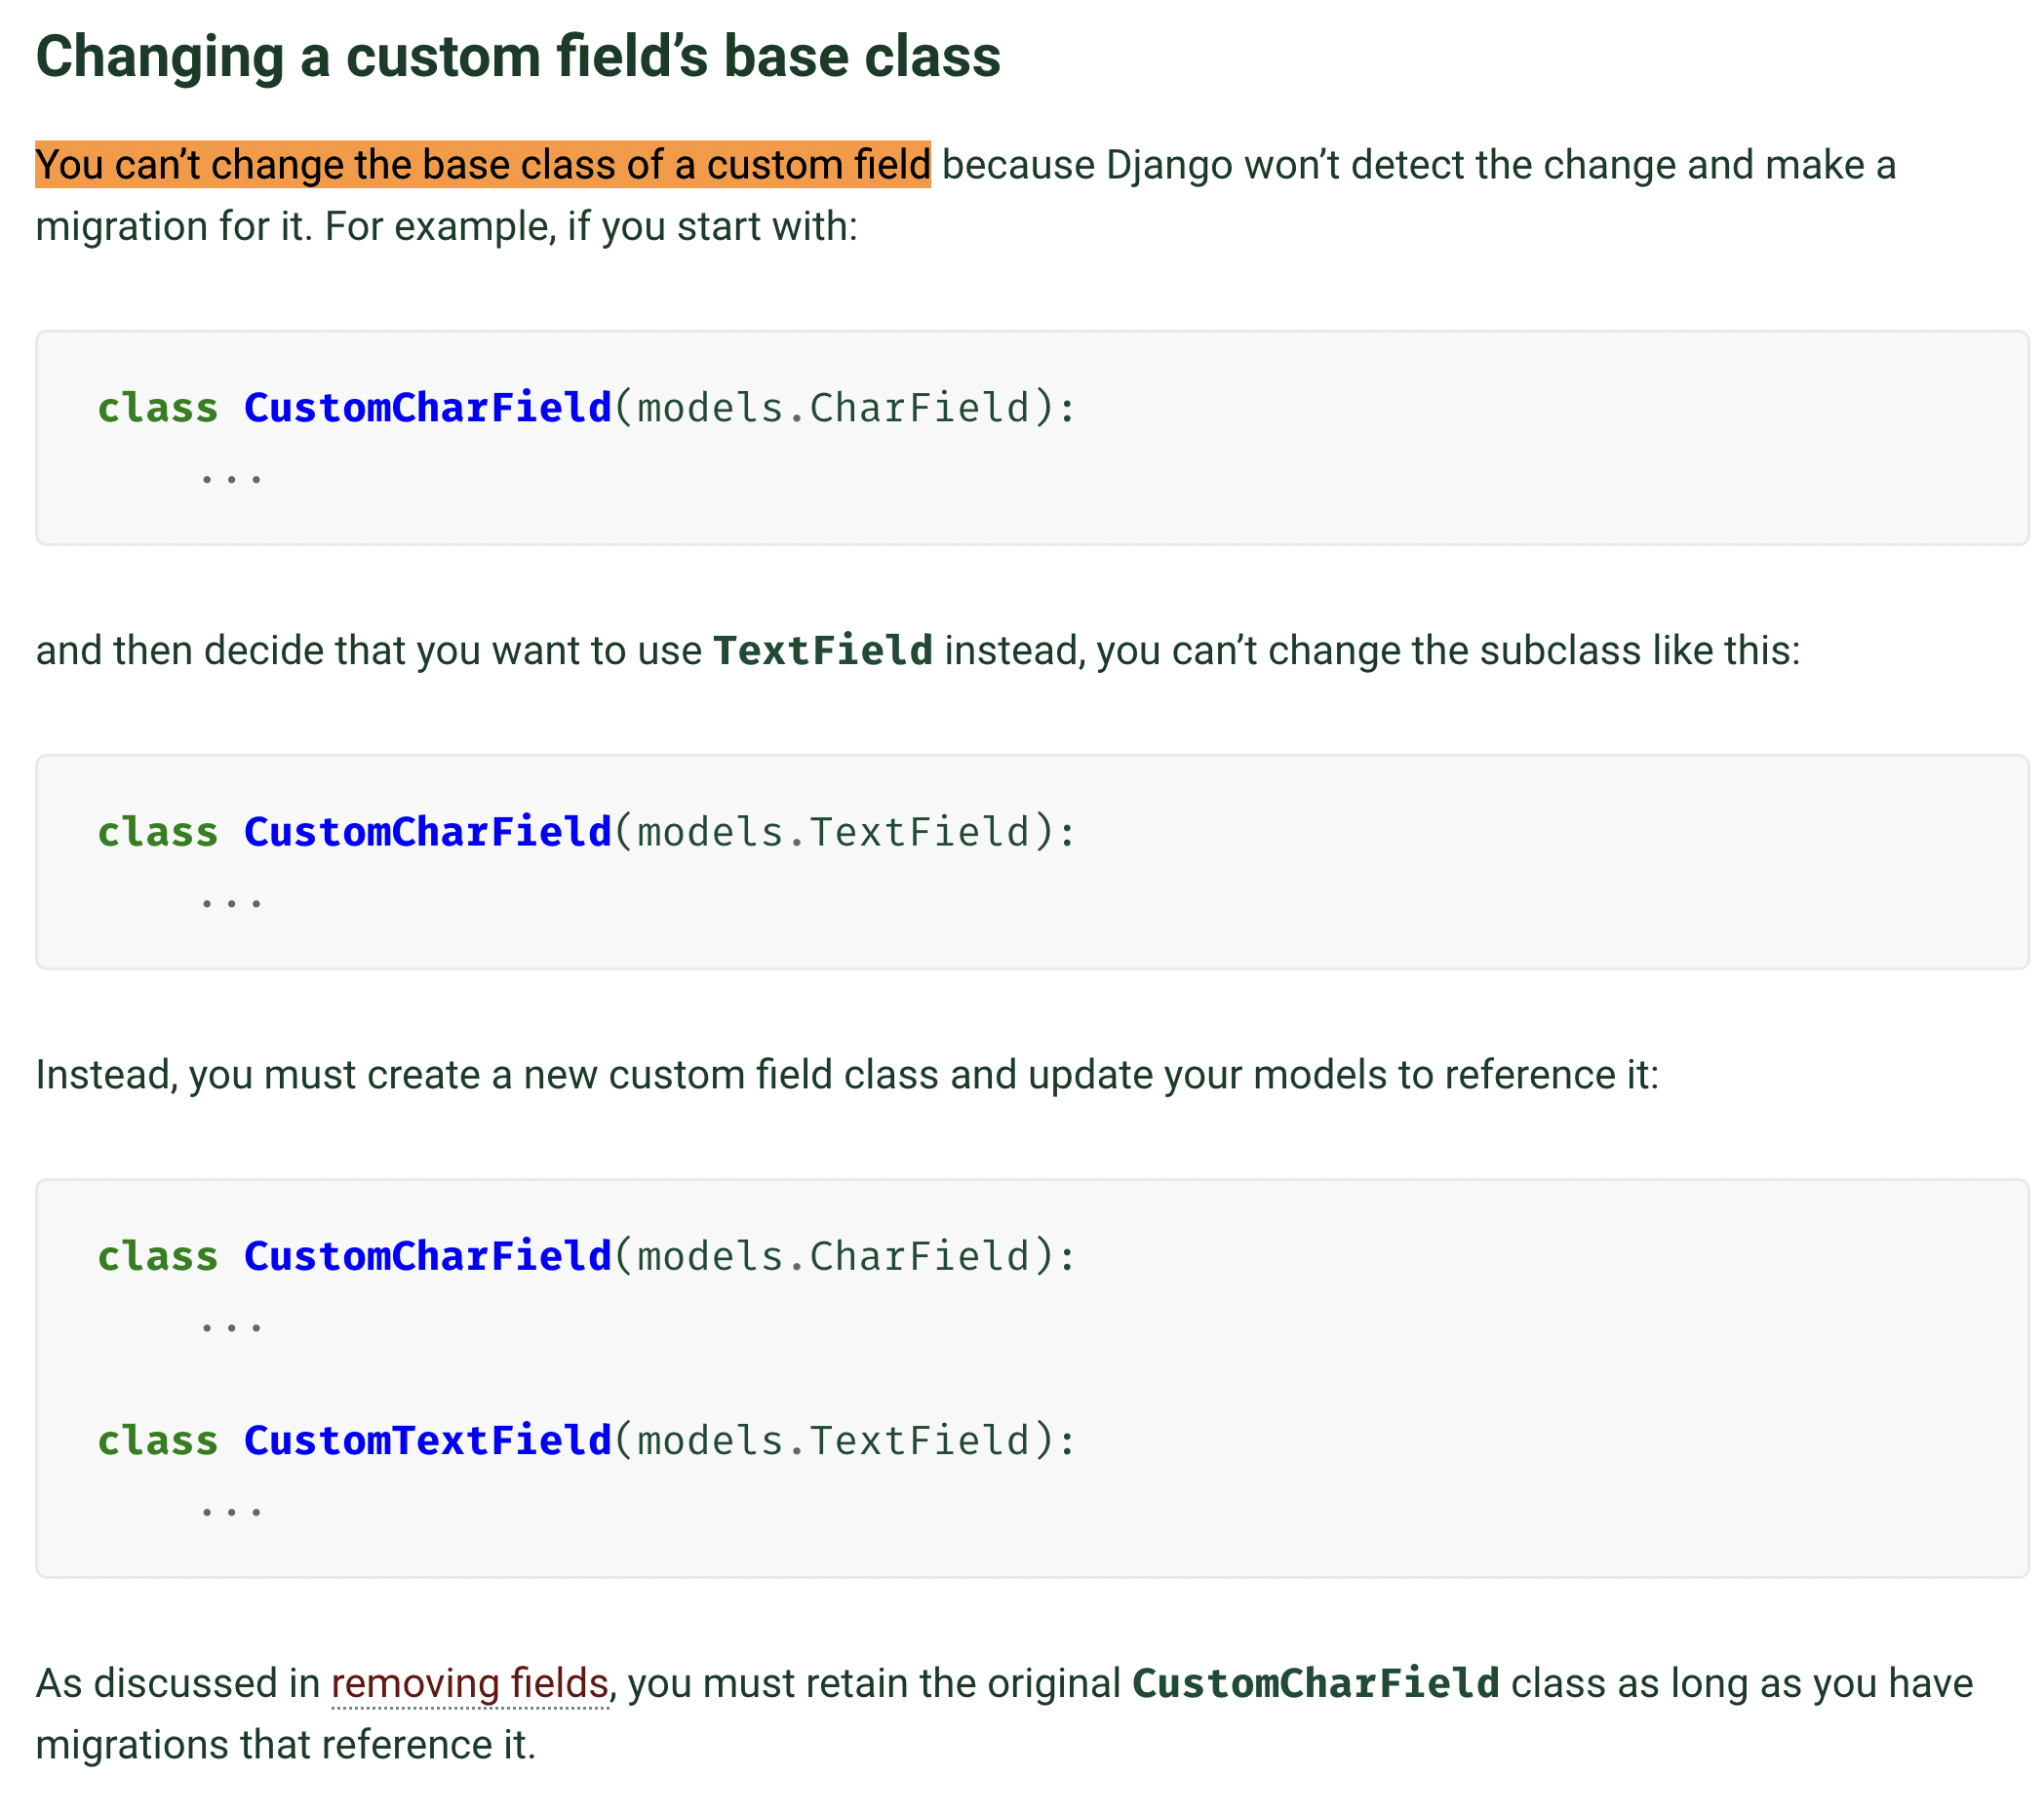 Changing a custom field’s base class
You can’t change the base class of a custom field because Django won’t detect the change and make a
migration for it. For example, if you start with:
class CustomCharField(models.CharField):
    ...
and then decide that you want to use TextField instead, you can’t change the subclass like this:
class CustomCharField(models.TextField):
    ...
Instead, you must create a new custom field class and update your models to reference it:
class CustomCharField(models.CharField):
    ...
class CustomTextField(models.TextField):
    ...
As discussed in removing fields, you must retain the original CustomCharField class as long as you have
migrations that reference it.